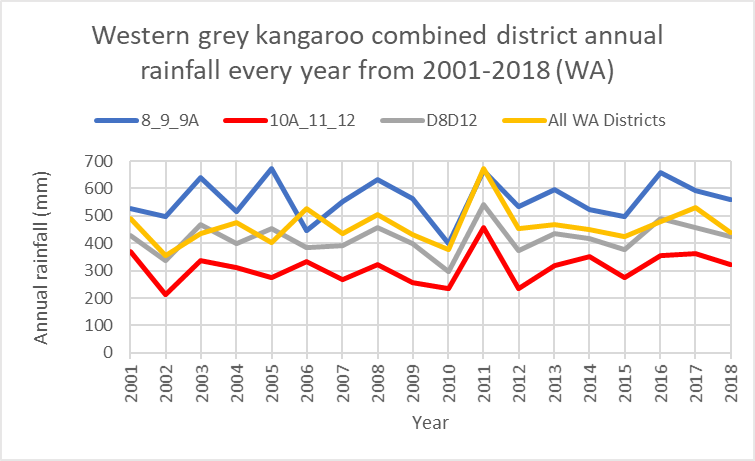 Western grey kangaroo combined district annual
rainfall every year from 2001-2018 (WA)
8_9_9A 10A_11_12 D8D12 All WA Districts
Annual rainfall (mm)
700
600
500
400
300
200
100
0
2001 2002 2003 2004 2005 2006 2007 2008 2009 2010 2011 2012 2013 2014 2015 2016 2017 2018
Year